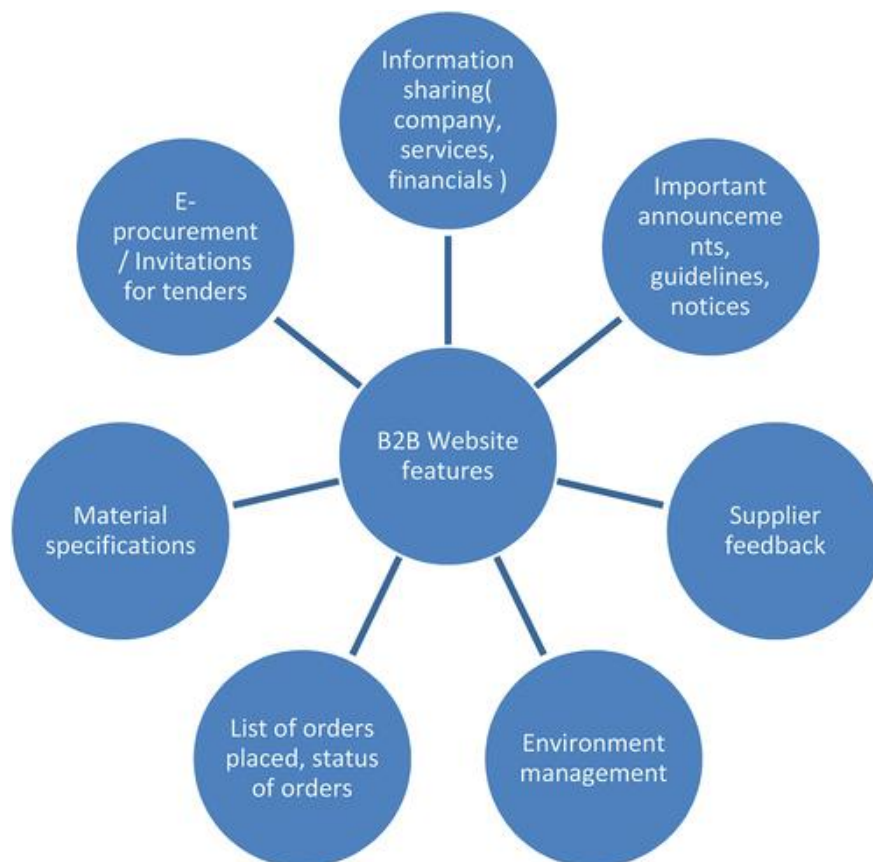 Information
sharing(
company,
services,
financials )
Important
announceme
nts,
guidelines,
notices
Supplier
feedback
Environment
management
List of orders
placed, status
of orders
Material
specifications
E-
procurement
/ Invitations
for tenders
B2B Website
features